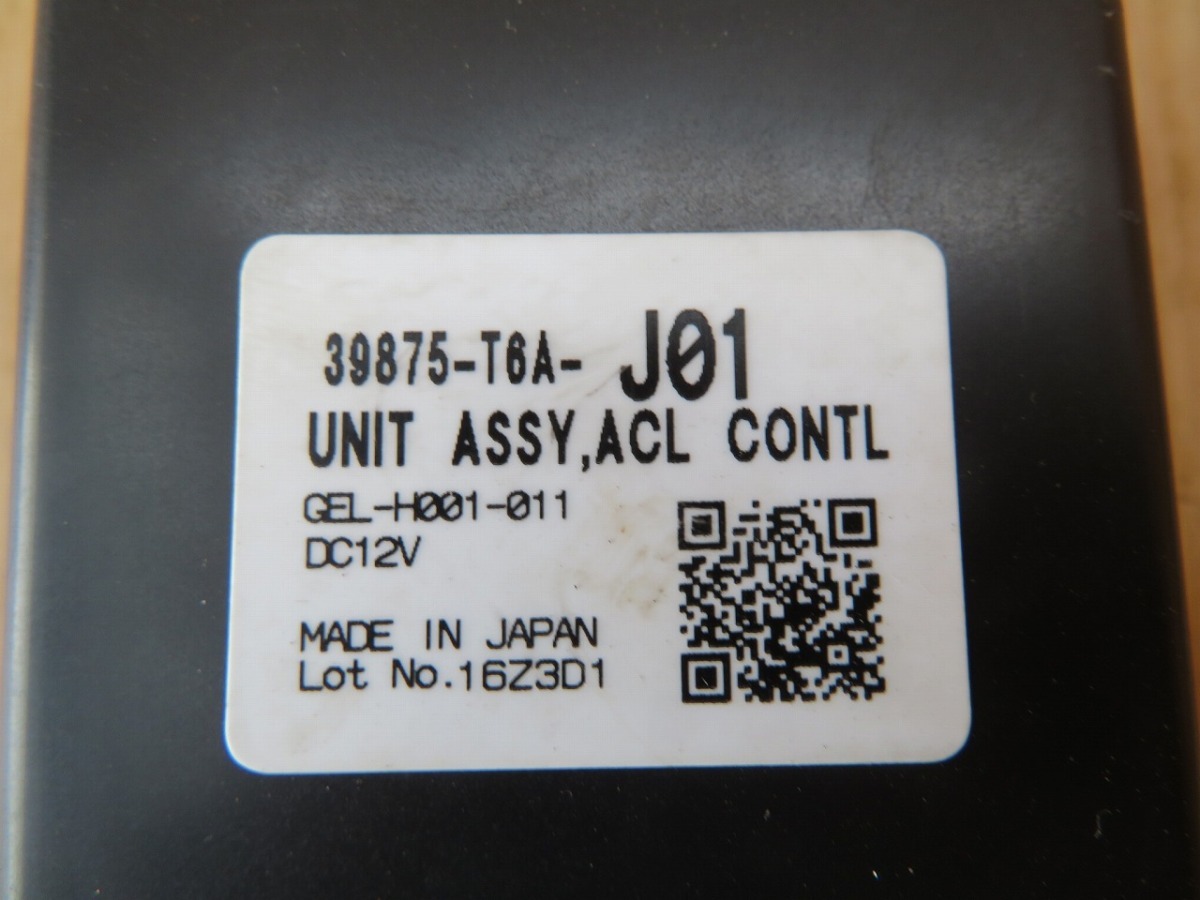 39875-T6A- J01
UNIT ASSY,ACL CONTL
GEL-H001-011
DC12V
MADE IN JAPAN
Lot No.16Z3D1